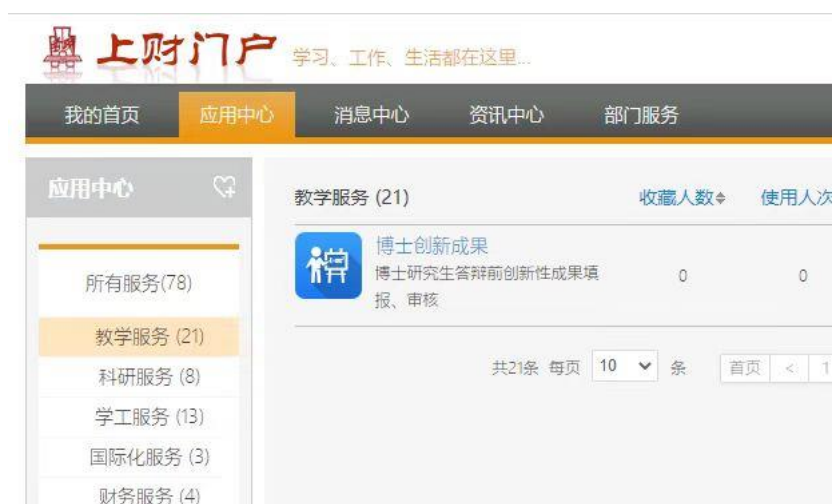 上财门户 学习、工作、生活都在这里...
我的首页 应用中心 消息中心 资讯中心 部门服务
应用中心
教学服务 (21) 收藏人数 使用人次
博士创新成果
博士研究生答辩前创新性成果填
报、审核
0 0
所有服务(78)
教学服务 (21)
科研服务 (8)
学工服务 (13)
国际化服务 (3)
财务服务 (4)
共21条 每页 10 条 首页 < 1